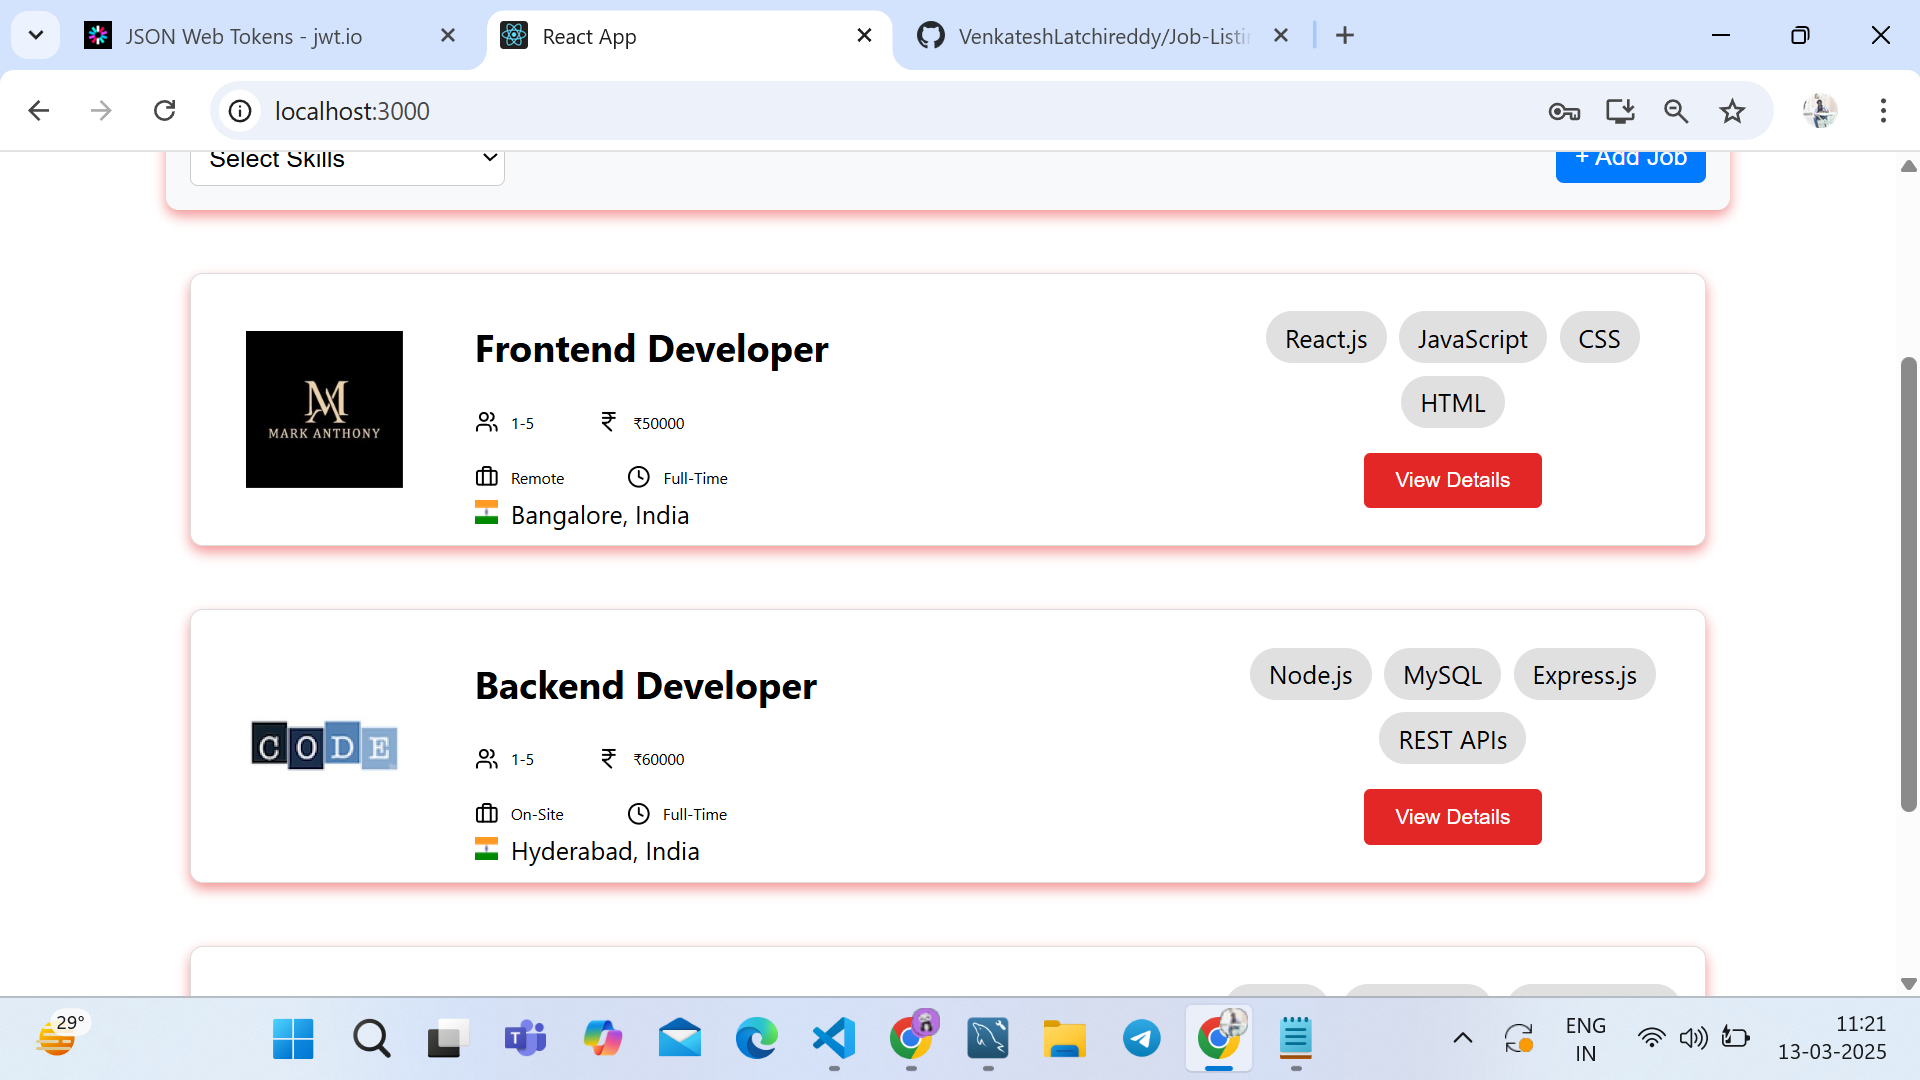 JSON Web Tokens - jwt.io
React App
VenkateshLatchireddy/Job-Listin
localhost:3000
Select Skills
+ Add Job
MARK ANTHONY
Frontend Developer
1-5
₹50000
Remote
Full-Time
Bangalore, India
React.js
JavaScript
CSS
HTML
View Details
CODE
Backend Developer
1-5
₹60000
On-Site
Full-Time
Hyderabad, India
Node.js
MySQL
Express.js
REST APIs
View Details
29°
ENG
IN
11:21
13-03-2025